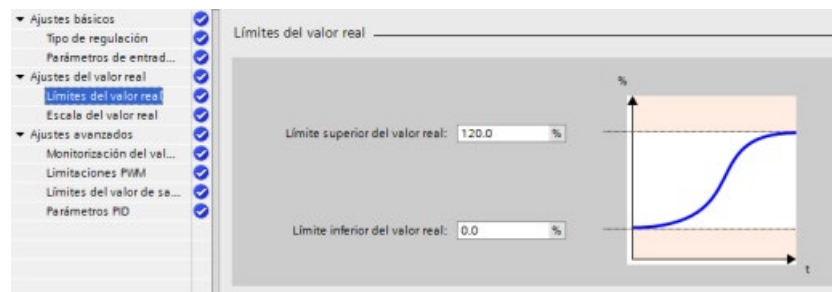 Ajustes básicos
Tipo de regulación
Parámetros de entrad...
Ajustes del valor real
Límites del valor real
Escala del valor real
Ajustes avanzados
Monitorización del val...
Limitaciones PWM
Límites del valor de sa...
Parámetros PID
Límites del valor real
%
Límite superior del valor real: 120.0 %
Límite inferior del valor real: 0.0 %
t